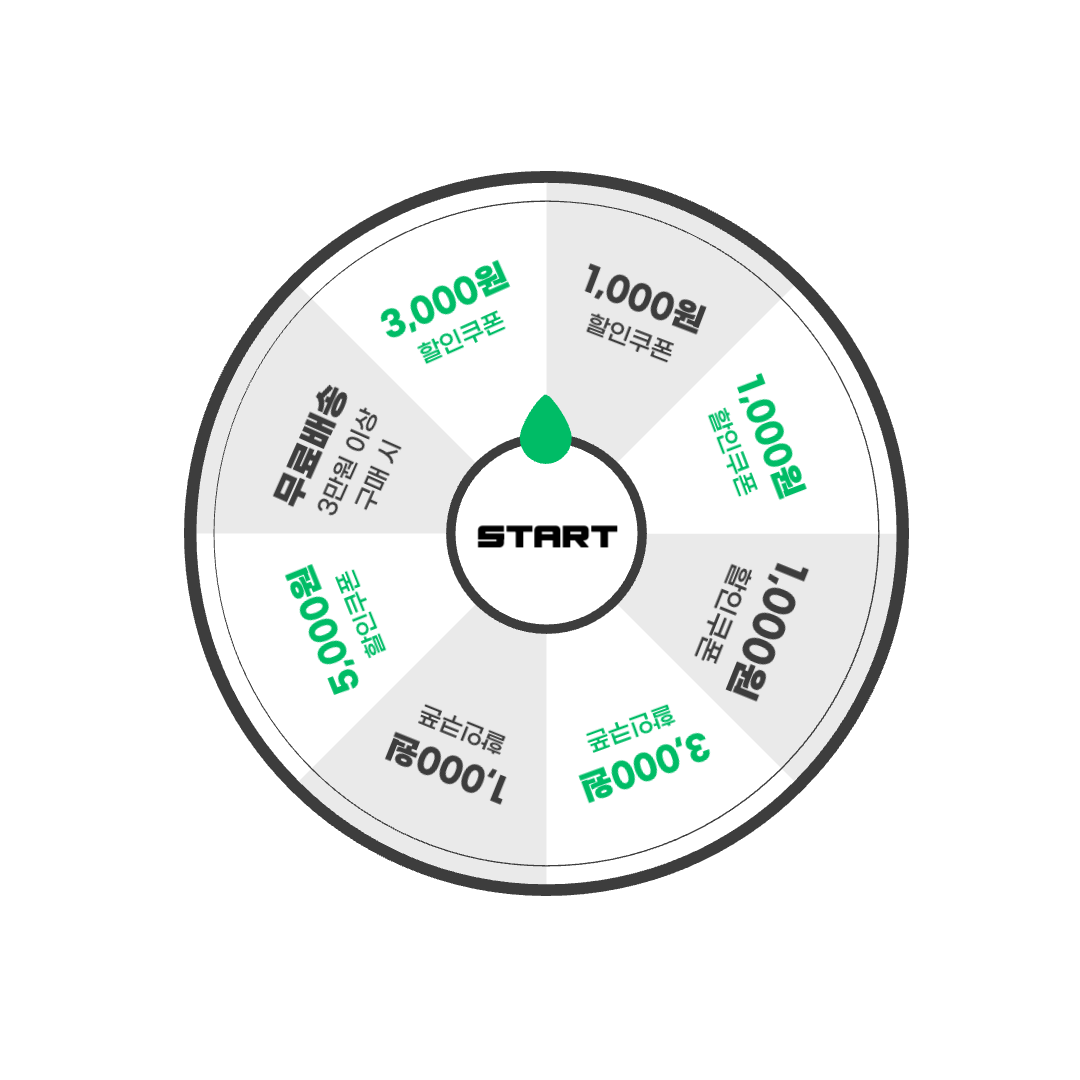 1,000원
할인쿠폰
1,000원
할인쿠폰
1,000원
할인쿠폰
3,000원
할인쿠폰
1,000원
할인쿠폰
5,000원
할인쿠폰
무료배송
3만원 이상
구매 시
3,000원
할인쿠폰
START